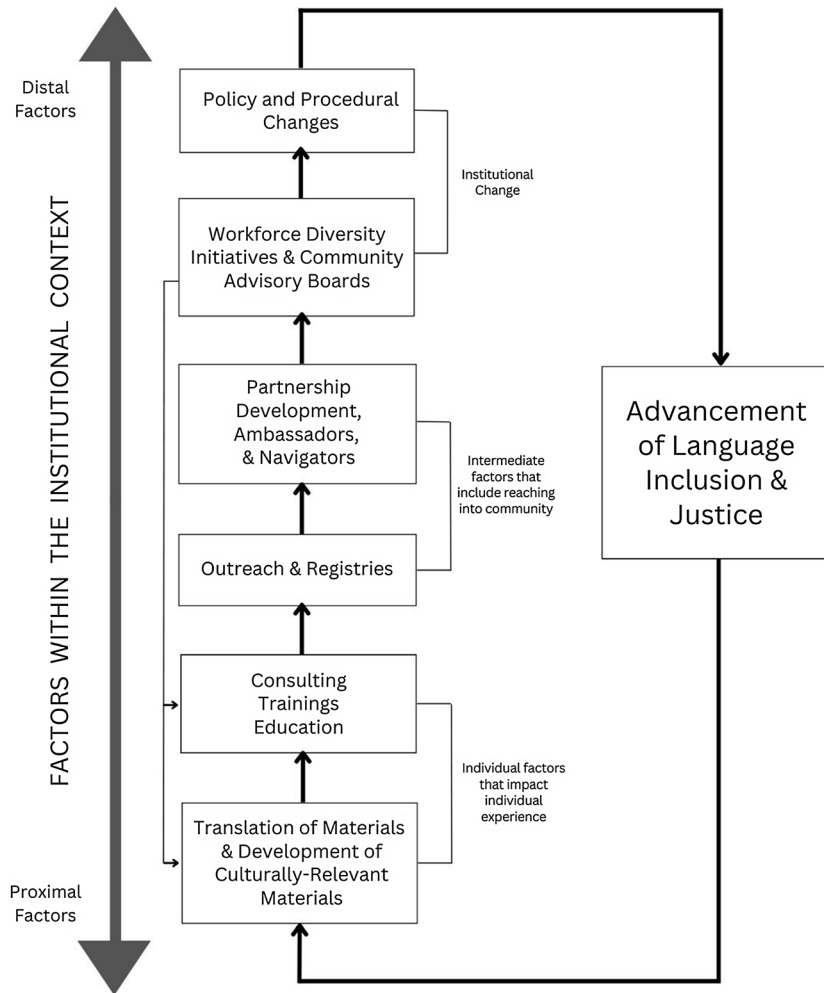 Distal
Factors
FACTORS WITHIN THE INSTITUTIONAL CONTEXT
Proximal
Factors
Policy and Procedural
Changes
Institutional
Change
Workforce Diversity
Initiatives & Community
Advisory Boards
Partnership
Development,
Ambassadors,
& Navigators
Intermediate
factors that
include reaching
into community
Outreach & Registries
Consulting
Trainings
Education
Individual factors
that impact
individual
experience
Translation of Materials
& Development of
Culturally-Relevant
Materials
Advancement
of Language
Inclusion &
Justice